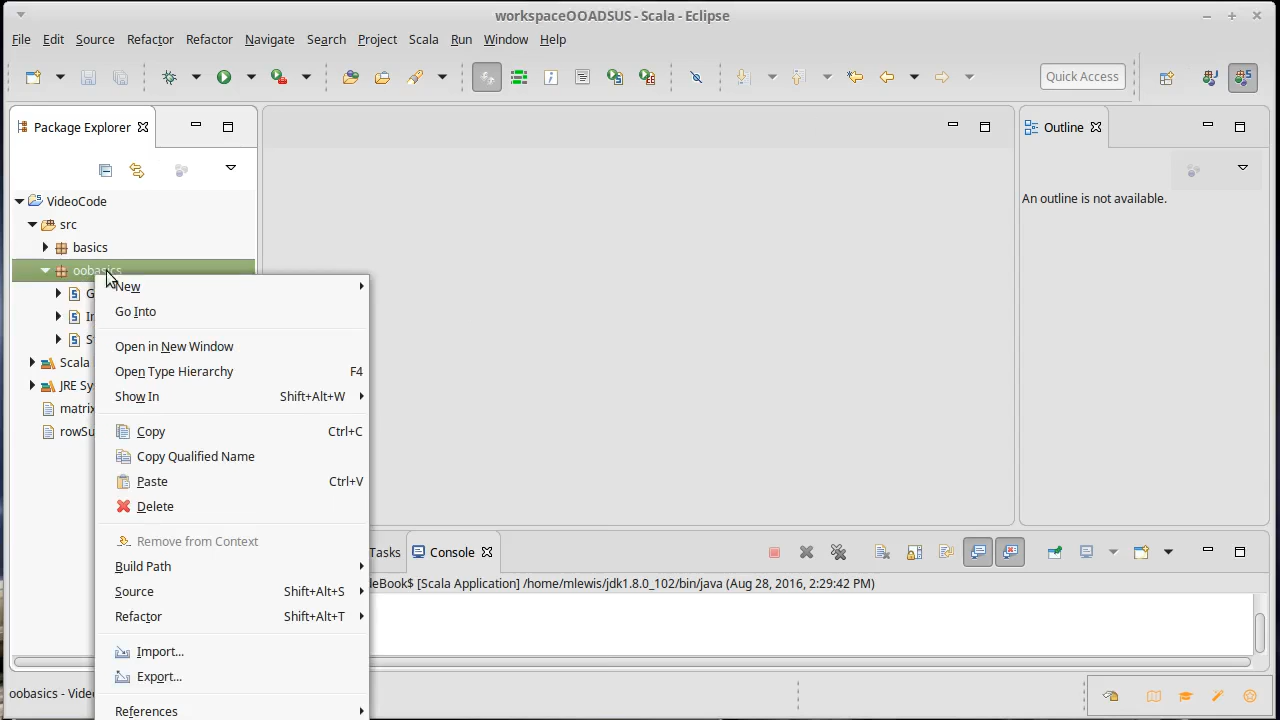 workspaceOOADSUS - Scala - Eclipse
File Edit Source Refactor Refactor Navigate Search Project Scala Run Window Help
Quick Access
Package Explorer
Outline
An outline is not available.
VideoCode
src
basics
oobasics
Scala
JRE Sy
matrix
rowSu
New
Go Into
Open in New Window
Open Type Hierarchy F4
Show In Shift+Alt+W
Copy Ctrl+C
Copy Qualified Name
Paste Ctrl+V
Delete
Remove from Context
Build Path
Source Shift+Alt+S
Refactor Shift+Alt+T
Import...
Export...
References
Tasks Console
deBook$ [Scala Application] /home/mlewis/jdk1.8.0_102/bin/java (Aug 28, 2016, 2:29:42 PM)
oobasics - Vide